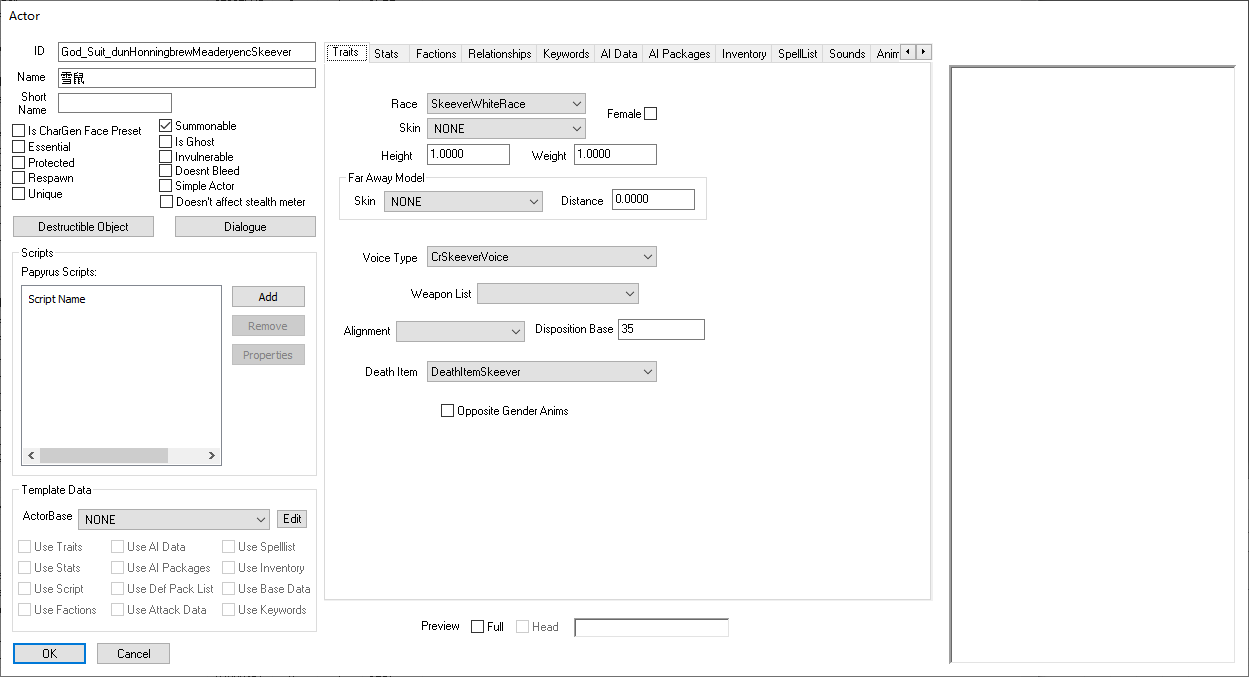 Actor
ID God_Suit_dunHonningbrewMeaderyencSkeever
Name 雪鼠
Short Name
Is CharGen Face Preset
Essential
Protected
Respawn
Unique
Summonable
Is Ghost
Invulnerable
Doesnt Bleed
Simple Actor
Doesn't affect stealth meter
Destructible Object Dialogue
Scripts
Papyrus Scripts:
Script Name
Add
Remove
Properties
Template Data
ActorBase NONE Edit
Use Traits Use AI Data Use Spelllist
Use Stats Use AI Packages Use Inventory
Use Script Use Def Pack List Use Base Data
Use Factions Use Attack Data Use Keywords
OK Cancel
Traits Stats Factions Relationships Keywords AI Data AI Packages Inventory SpellList Sounds Anim
Race SkeeverWhiteRace Female
Skin NONE
Height 1.0000 Weight 1.0000
Far Away Model
Skin NONE Distance 0.0000
Voice Type CrSkeeverVoice
Weapon List
Alignment Disposition Base 35
Death Item DeathItemSkeever
Opposite Gender Anims
Preview Full Head